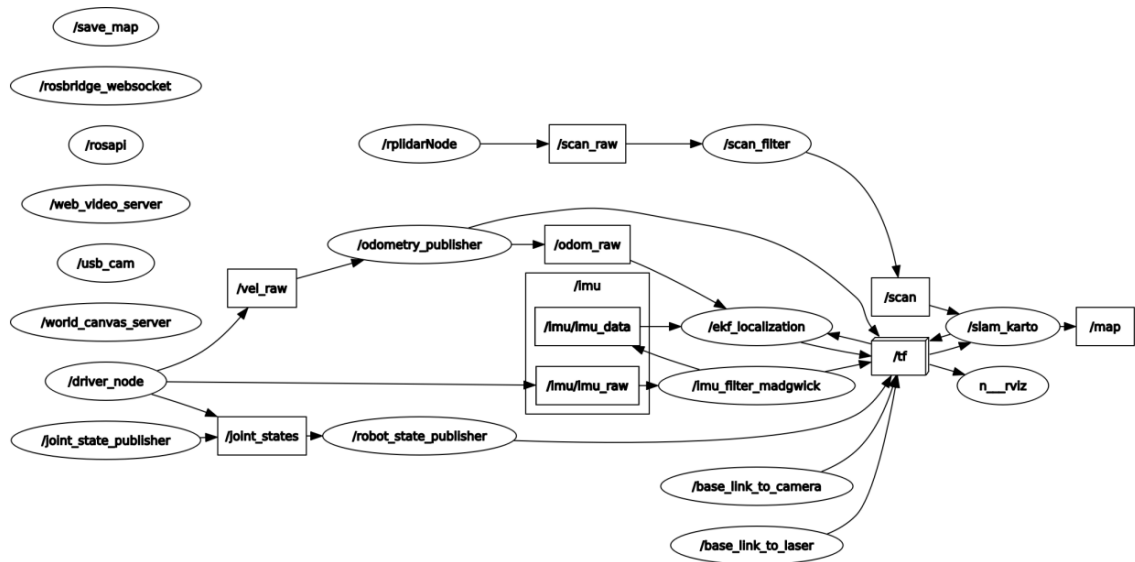 /save_map
/rosbridge_websocket
/rosapi
/web_video_server
/usb_cam
/world_canvas_server
/driver_node
/joint_state_publisher
/vel_raw
/joint_states
/rplidarNode
/odometry_publisher
/robot_state_publisher
/scan_raw
/odom_raw
/imu
/imu/imu_data
/imu/imu_raw
/scan_filter
/ekf_localization
/imu_filter_madgwick
/base_link_to_camera
/base_link_to_laser
/scan
/tf
/slam_karto
n___rviz
/map